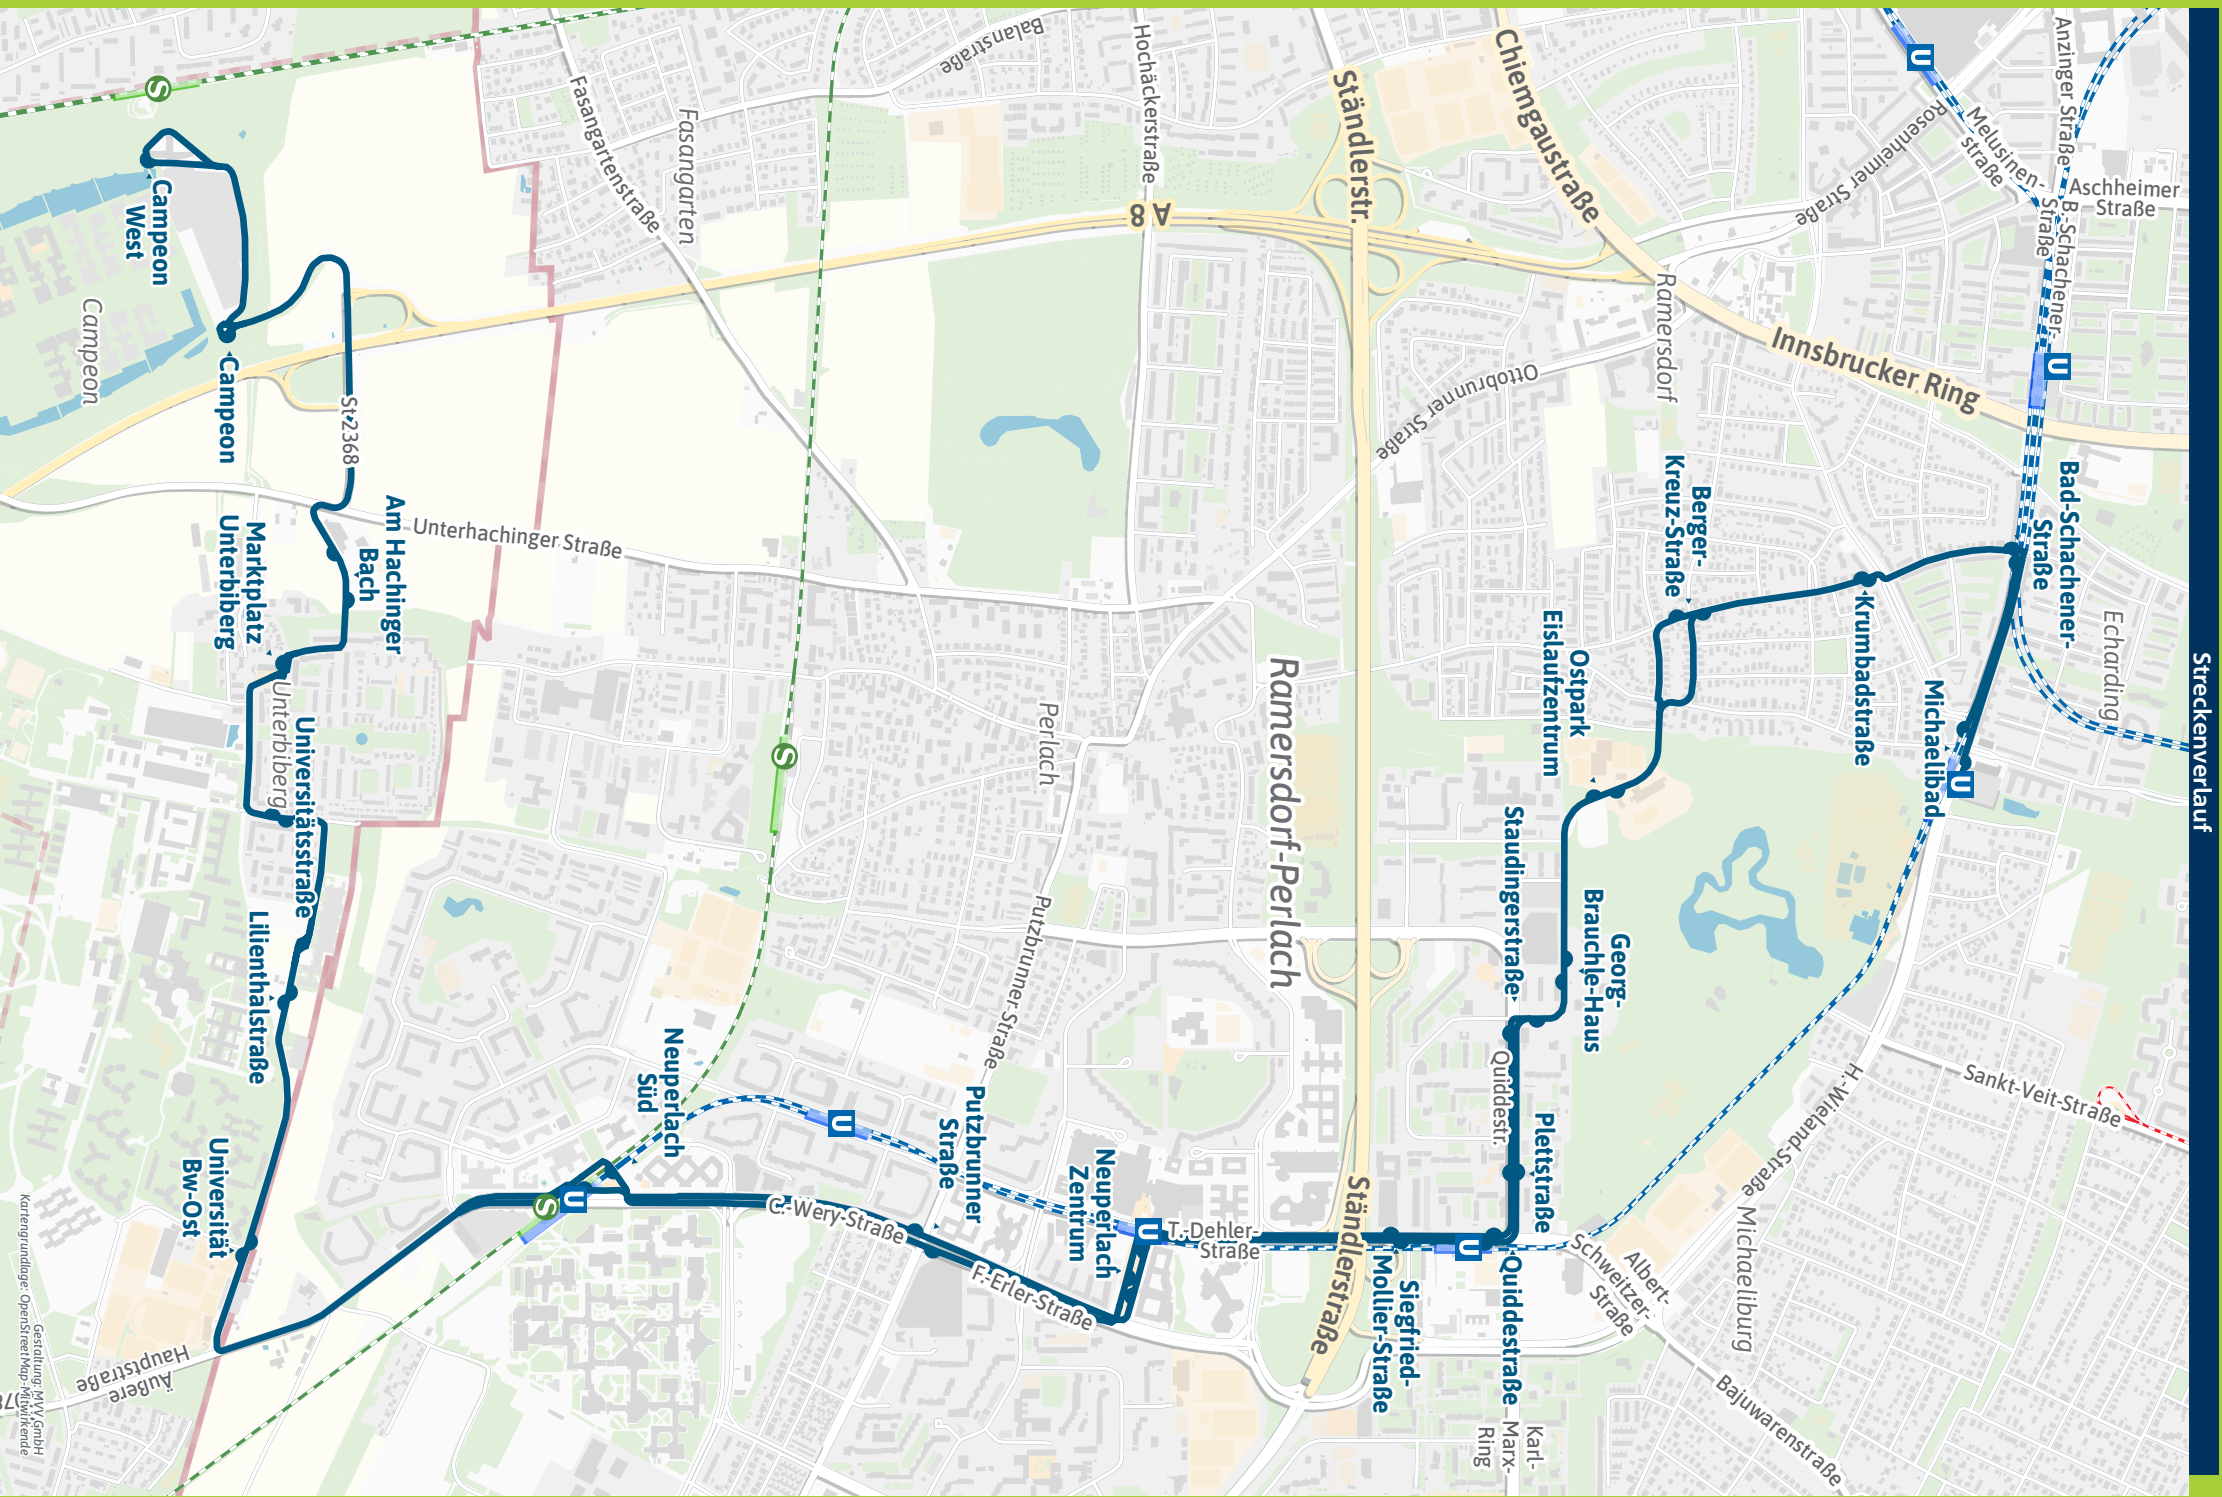 Streckenverlauf
Anzinger Straße
Aschheimer
Straße
Melusinen-
straße
Rosenheimer Straße
B.-Schachener-
Straße
Bad-Schachener-
Straße
Echarding
Chiemgaustraße
Innsbrucker Ring
Ramersdorf
Ständlerstr.
A 8
Hochäckerstraße
Balanstraße
Fasangarten
Fasangartenstraße
Ottobrunner Straße
Berger-
Kreuz-Straße
Krumbadstraße
Michaelibad
Ostpark
Eislaufzentrum
Georg-
Brauchle-Haus
Staudingerstraße
Quiddestr.
Plettstraße
Quiddestraße
Siegfried-
Mollier-Straße
Karl-
Marx-
Ring
Albert-
Schweitzer-
Straße
Bajuwarenstraße
Michaeliburg
H.-Wieland-Straße
Sankt-Veit-Straße
Ramersdorf-Perlach
Perlach
Putzbrunner-Straße
Ständlerstraße
T.-Dehler-
Straße
Neuperlach
Zentrum
Putzbrunner
Straße
F.-Erler-Straße
C.-Wery-Straße
Neuperlach
Süd
Unterhachinger Straße
St 2368
Campeon
West
Campeon
Campeon
Am Hachinger
Bach
Marktplatz
Unterbiberg
Unterbiberg
Universitätsstraße
Lilienthalstraße
Universität
Bw-Ost
Äußere
Hauptstraße
U
U
U
U
U
U
U
S
S
S
Gestaltung: MVV GmbH
Kartengrundlage: OpenStreetMap-Mitwirkende